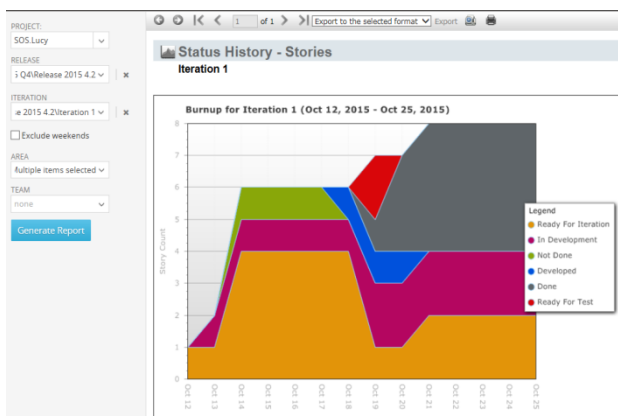 PROJECT:
SOS.Lucy
RELEASE
5 Q4\Release 2015 4.2
ITERATION
se 2015 4.2\Iteration 1
Exclude weekends
AREA
Multiple items selected
TEAM
none
Generate Report
1 of 1
Export to the selected format
Export
Status History - Stories
Iteration 1
Burnup for Iteration 1 (Oct 12, 2015 - Oct 25, 2015)
Story Count
8
7
6
5
4
3
2
1
0
Oct 12
Oct 13
Oct 14
Oct 15
Oct 16
Oct 17
Oct 18
Oct 19
Oct 20
Oct 21
Oct 22
Oct 23
Oct 24
Oct 25
Legend
Ready For Iteration
In Development
Not Done
Developed
Done
Ready For Test